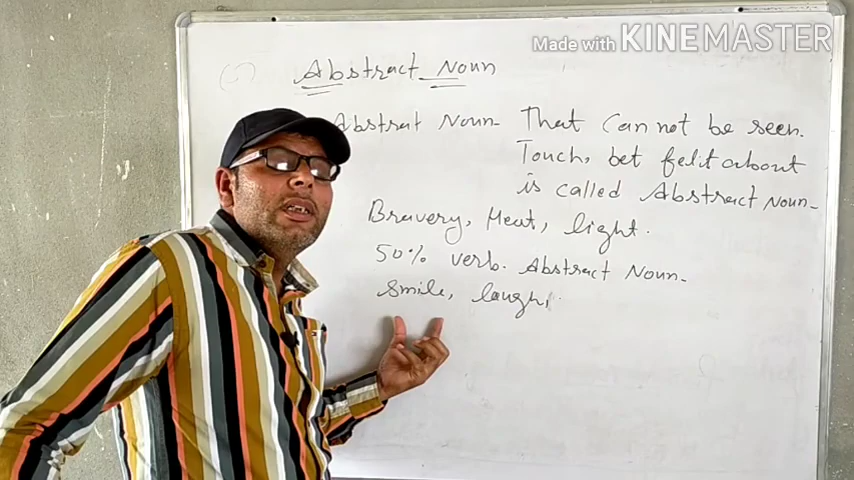 Made with KINEMASTER
Abstract Noun
Abstrat Noun- That Can not be seen.
Touch, bet felit about
is called Abstract Noun-
Bravery, Heat, light.
50% verb. Abstract Noun-
Smile, laugh,